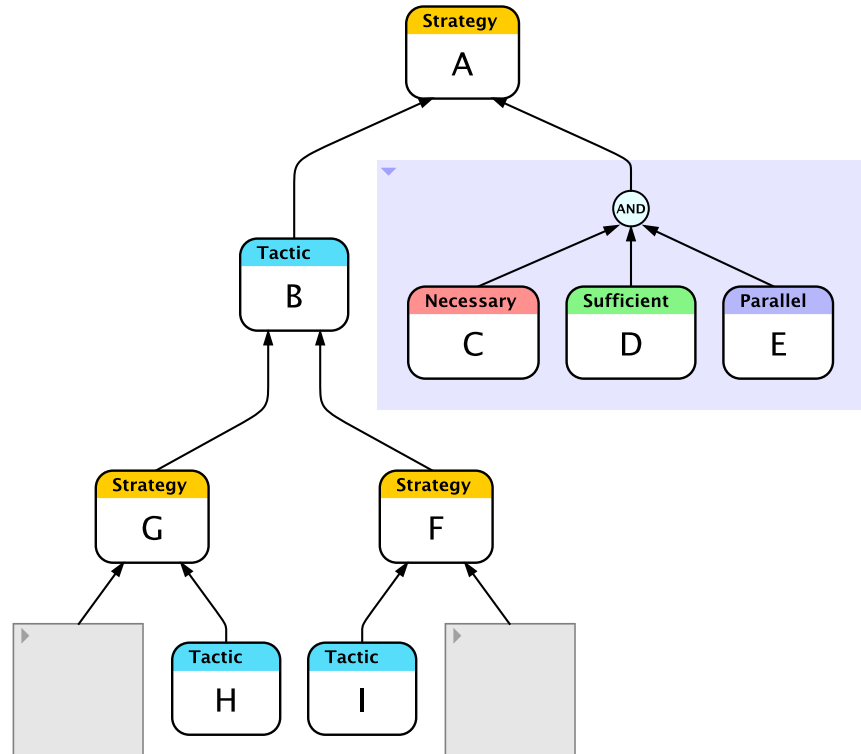 Strategy
A
AND
Tactic
B
Necessary
C
Sufficient
D
Parallel
E
Strategy
G
Strategy
F
Tactic
H
Tactic
I